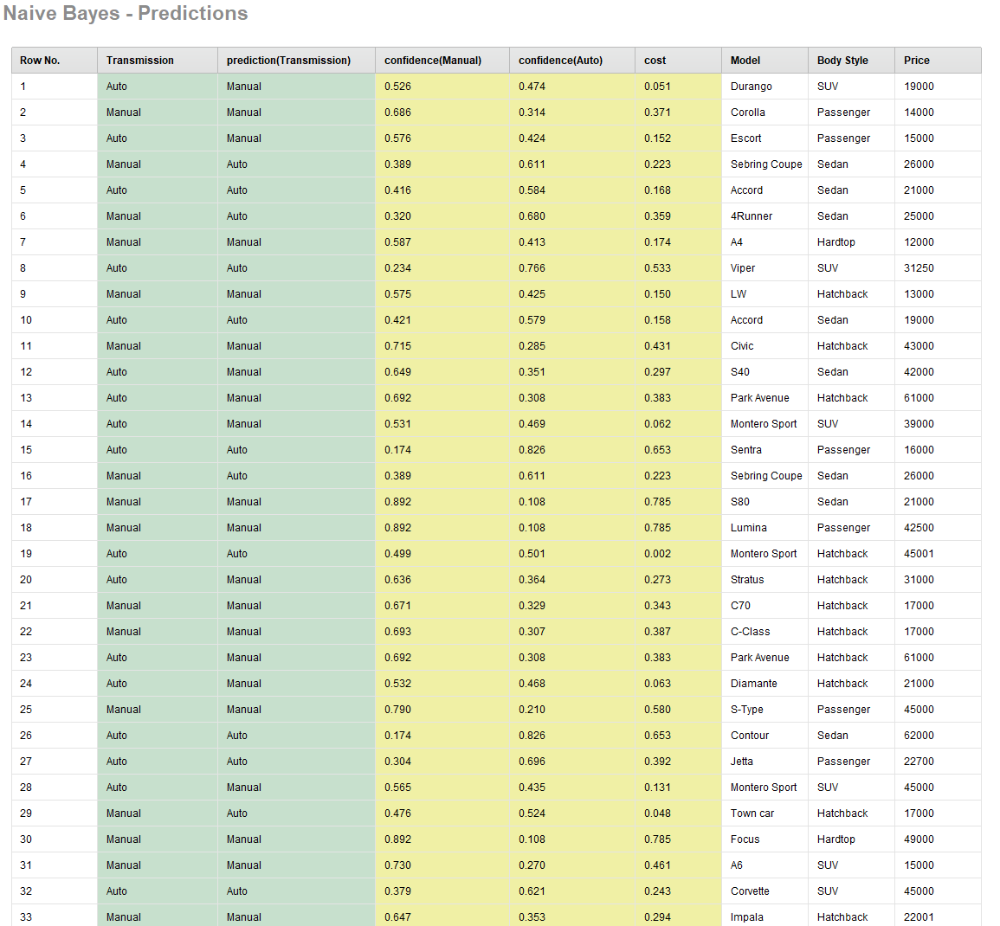 Naive Bayes - Predictions
Row No. Transmission prediction(Transmission) confidence(Manual) confidence(Auto) cost Model Body Style Price
1 Auto Manual 0.526 0.474 0.051 Durango SUV 19000
2 Manual Manual 0.686 0.314 0.371 Corolla Passenger 14000
3 Auto Manual 0.576 0.424 0.152 Escort Passenger 15000
4 Manual Auto 0.389 0.611 0.223 Sebring Coupe Sedan 26000
5 Auto Auto 0.416 0.584 0.168 Accord Sedan 21000
6 Manual Auto 0.320 0.680 0.359 4Runner Sedan 25000
7 Manual Manual 0.587 0.413 0.174 A4 Hardtop 12000
8 Auto Auto 0.234 0.766 0.533 Viper SUV 31250
9 Manual Manual 0.575 0.425 0.150 LW Hatchback 13000
10 Auto Auto 0.421 0.579 0.158 Accord Sedan 19000
11 Manual Manual 0.715 0.285 0.431 Civic Hatchback 43000
12 Auto Manual 0.649 0.351 0.297 S40 Sedan 42000
13 Auto Manual 0.692 0.308 0.383 Park Avenue Hatchback 61000
14 Auto Manual 0.531 0.469 0.062 Montero Sport SUV 39000
15 Auto Auto 0.174 0.826 0.653 Sentra Passenger 16000
16 Manual Auto 0.389 0.611 0.223 Sebring Coupe Sedan 26000
17 Manual Manual 0.892 0.108 0.785 S80 Sedan 21000
18 Manual Manual 0.892 0.108 0.785 Lumina Passenger 42500
19 Auto Auto 0.499 0.501 0.002 Montero Sport Hatchback 45001
20 Auto Manual 0.636 0.364 0.273 Stratus Hatchback 31000
21 Manual Manual 0.671 0.329 0.343 C70 Hatchback 17000
22 Manual Manual 0.693 0.307 0.387 C-Class Hatchback 17000
23 Auto Manual 0.692 0.308 0.383 Park Avenue Hatchback 61000
24 Auto Manual 0.532 0.468 0.063 Diamante Hatchback 21000
25 Manual Manual 0.790 0.210 0.580 S-Type Passenger 45000
26 Auto Auto 0.174 0.826 0.653 Contour Sedan 62000
27 Auto Auto 0.304 0.696 0.392 Jetta Passenger 22700
28 Auto Manual 0.565 0.435 0.131 Montero Sport SUV 45000
29 Manual Auto 0.476 0.524 0.048 Town car Hatchback 17000
30 Manual Manual 0.892 0.108 0.785 Focus Hardtop 49000
31 Manual Manual 0.730 0.270 0.461 A6 SUV 15000
32 Auto Auto 0.379 0.621 0.243 Corvette SUV 45000
33 Manual Manual 0.647 0.353 0.294 Impala Hatchback 22001